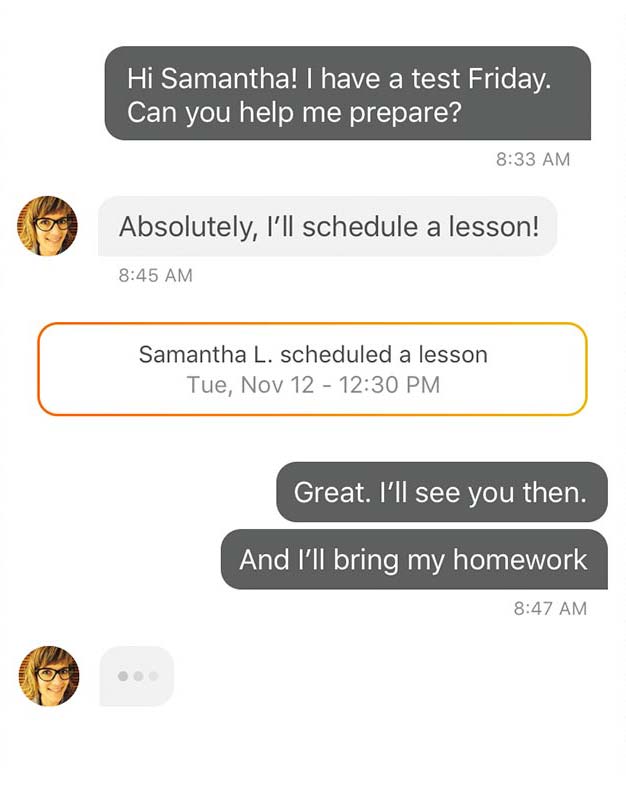 Hi Samantha! I have a test Friday.
Can you help me prepare?
8:33 AM
Absolutely, I’ll schedule a lesson!
8:45 AM
Samantha L. scheduled a lesson
Tue, Nov 12 - 12:30 PM
Great. I’ll see you then.
And I’ll bring my homework
8:47 AM